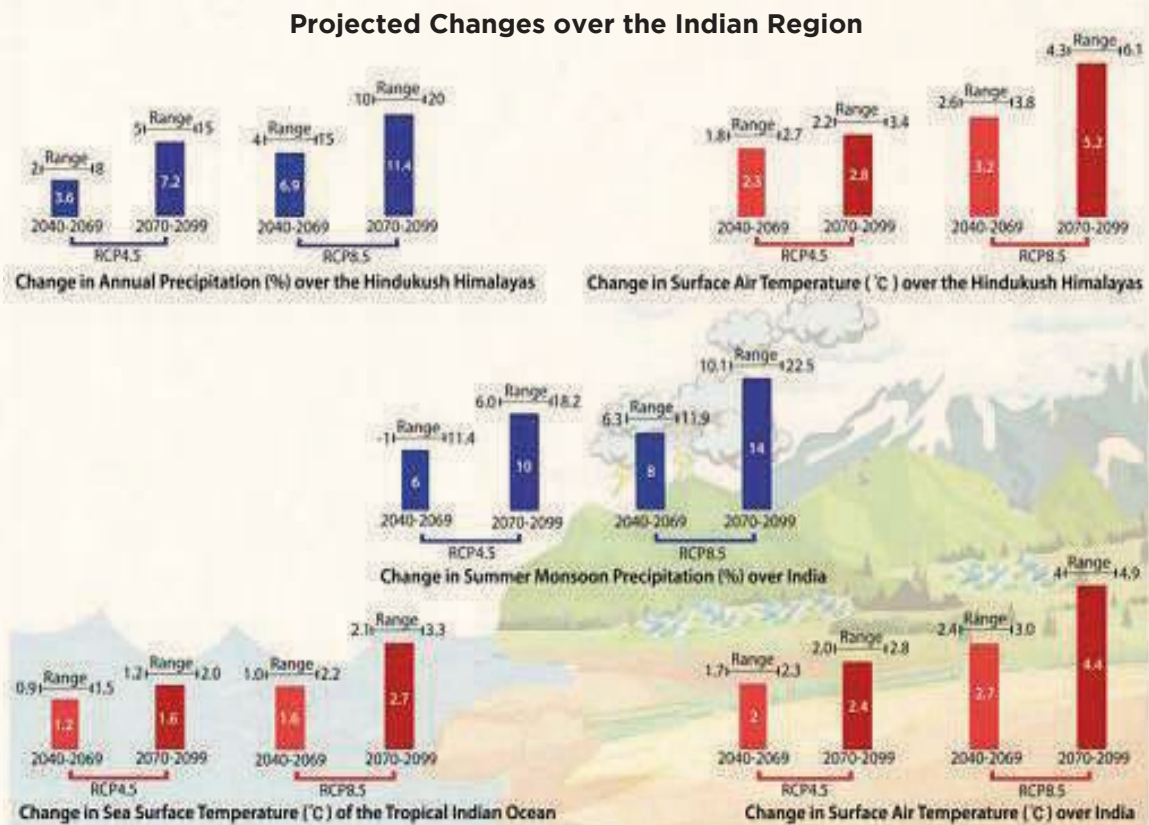 Projected Changes over the Indian Region
Range
2 8
3.6
2040-2069
Range
5 15
7.2
2070-2099
RCP4.5
Range
4 15
6.9
2040-2069
Range
10 20
11.4
2070-2099
RCP8.5
Change in Annual Precipitation (%) over the Hindukush Himalayas
Range
1.8 2.7
2.3
2040-2069
Range
2.2 3.4
2.8
2070-2099
RCP4.5
Range
2.6 3.8
3.2
2040-2069
Range
4.3 6.1
5.2
2070-2099
RCP8.5
Change in Surface Air Temperature (°C) over the Hindukush Himalayas
Range
-1 11.4
6
2040-2069
Range
6.0 18.2
10
2070-2099
RCP4.5
Range
6.3 11.9
8
2040-2069
Range
10.1 22.5
14
2070-2099
RCP8.5
Change in Summer Monsoon Precipitation (%) over India
Range
0.9 1.5
1.2
2040-2069
Range
1.2 2.0
1.6
2070-2099
RCP4.5
Range
1.0 2.2
1.6
2040-2069
Range
2.1 3.3
2.7
2070-2099
RCP8.5
Change in Sea Surface Temperature (°C) of the Tropical Indian Ocean
Range
1.7 2.3
2
2040-2069
Range
2.0 2.8
2.4
2070-2099
RCP4.5
Range
2.4 3.0
2.7
2040-2069
Range
4 4.9
4.4
2070-2099
RCP8.5
Change in Surface Air Temperature (°C) over India